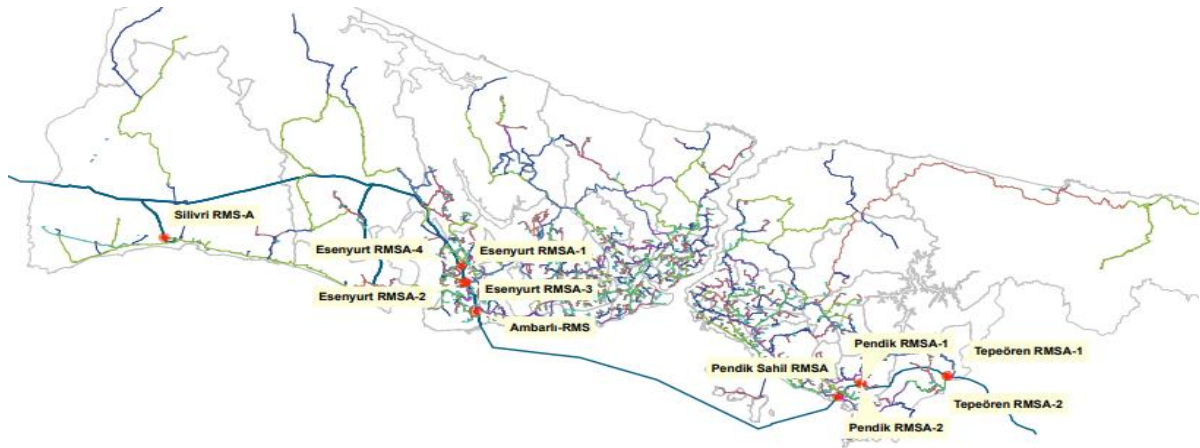 Silivri RMS-A
Esenyurt RMSA-4
Esenyurt RMSA-1
Esenyurt RMSA-2
Esenyurt RMSA-3
Ambarlı-RMS
Pendik RMSA-1
Tepeören RMSA-1
Pendik Sahil RMSA
Tepeören RMSA-2
Pendik RMSA-2